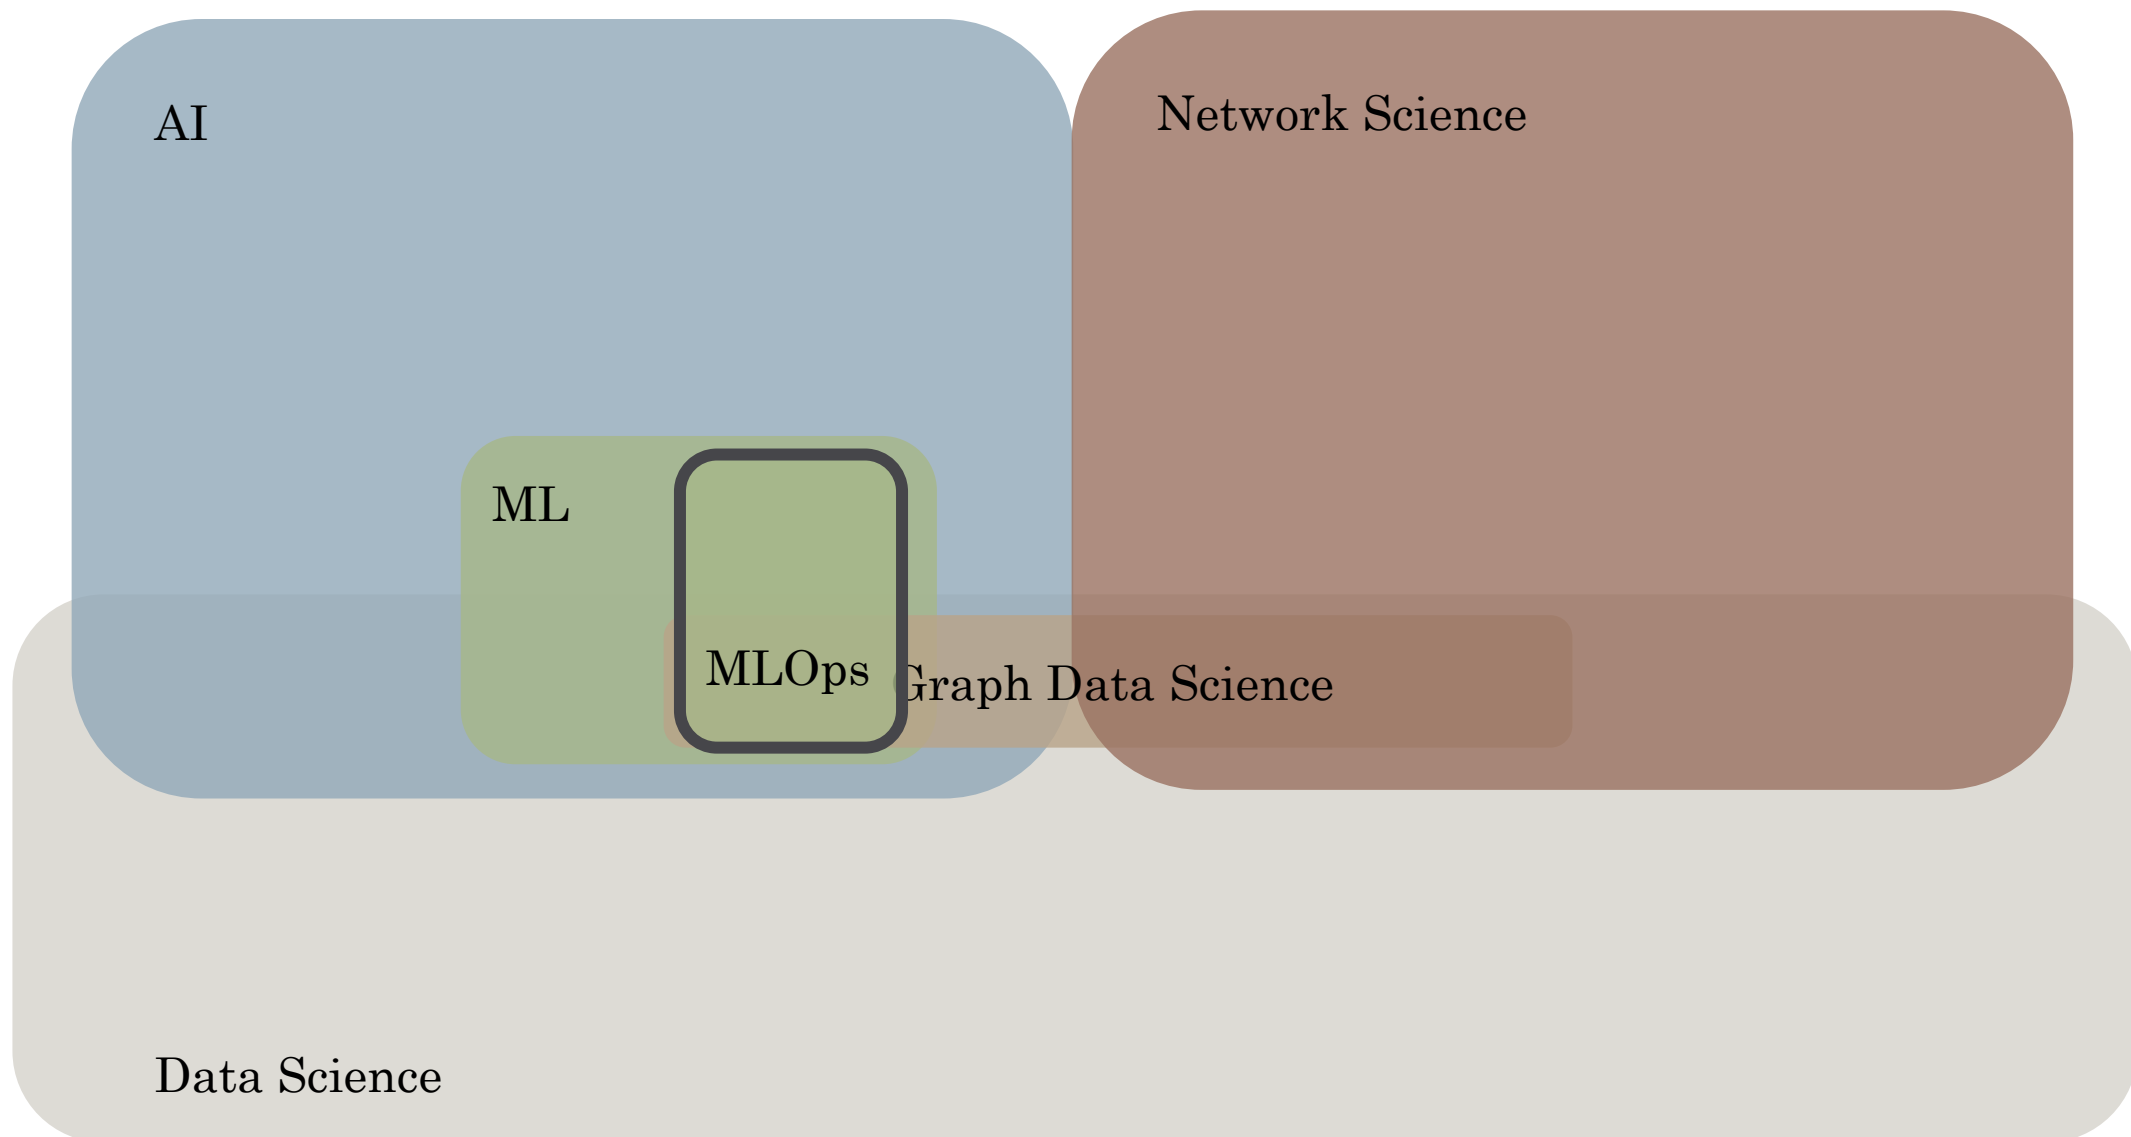 AI
Network Science
ML
MLOps
Graph Data Science
Data Science